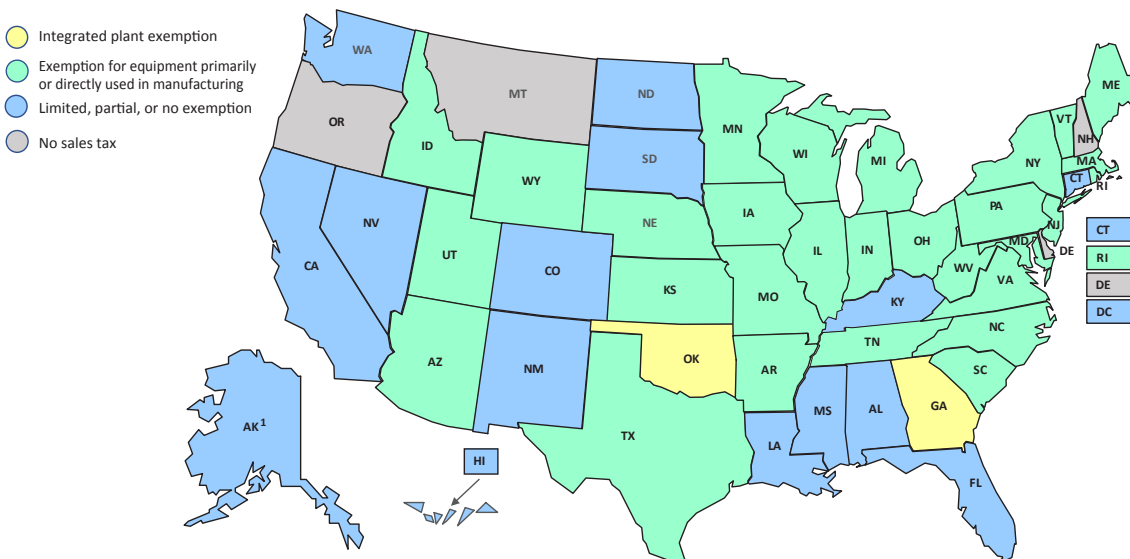 Integrated plant exemption
Exemption for equipment primarily
or directly used in manufacturing
Limited, partial, or no exemption
No sales tax
WA
MT
ND
OR
ID
SD
WY
MN
WI
MI
NY
VT
NH
ME
MA
CT
RI
NV
CA
UT
CO
NE
IA
KS
MO
IL
IN
OH
PA
NJ
MD
DE
WV
VA
KY
CT
RI
DE
DC
AZ
NM
OK
AR
TN
NC
SC
TX
LA
MS
AL
GA
FL
AK1
HI